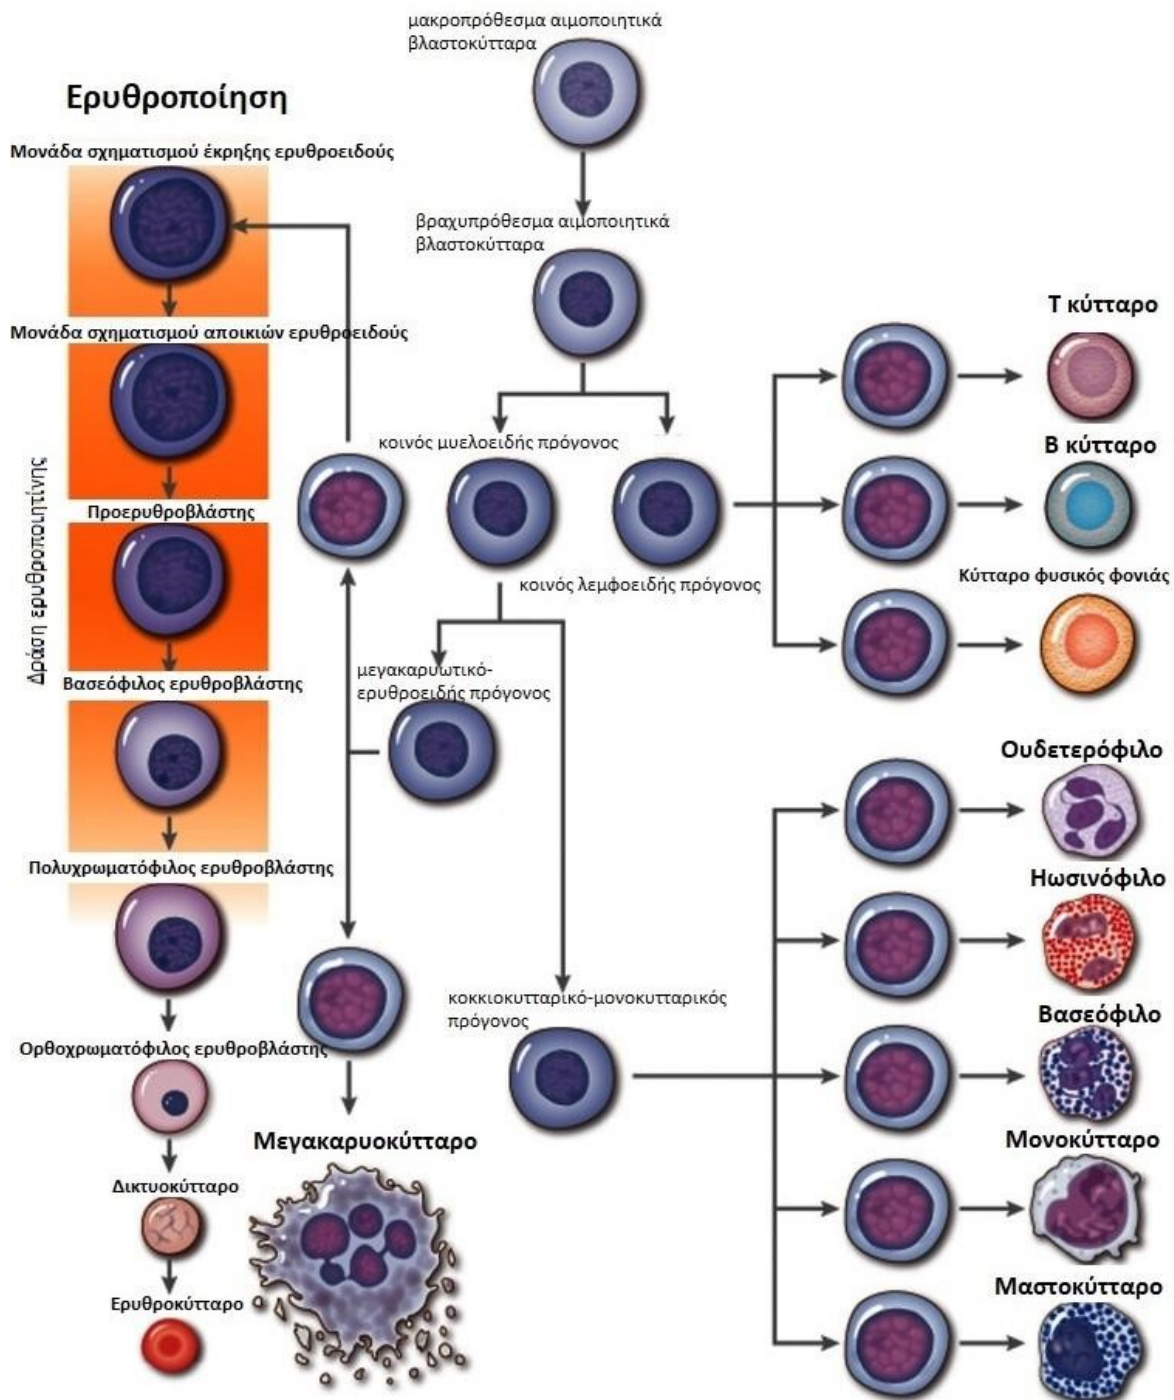 μακροπρόθεσμα αιμοποιητικά
βλαστοκύτταρα
Ερυθροποίηση
Μονάδα σχηματισμού έκρηξης ερυθροειδούς
βραχυπρόθεσμα αιμοποιητικά
βλαστοκύτταρα
Μονάδα σχηματισμού αποικιών ερυθροειδούς
Τ κύτταρο
κοινός μυελοειδής πρόγονος
Β κύτταρο
Δράση ερυθροποιητίνης
Προερυθροβλάστης
κοινός λεμφοειδής πρόγονος
Κύτταρο φυσικός φονιάς
Βασεόφιλος ερυθροβλάστης
μεγακαρυωτικό-
ερυθροειδής πρόγονος
Ουδετερόφιλο
Πολυχρωματόφιλος ερυθροβλάστης
Ηωσινόφιλο
κοκκιοκυτταρικό-μονοκυτταρικός
πρόγονος
Βασεόφιλο
Ορθοχρωματόφιλος ερυθροβλάστης
Μεγακαρυοκύτταρο
Μονοκύτταρο
Δικτυοκύτταρο
Μαστοκύτταρο
Ερυθροκύτταρο